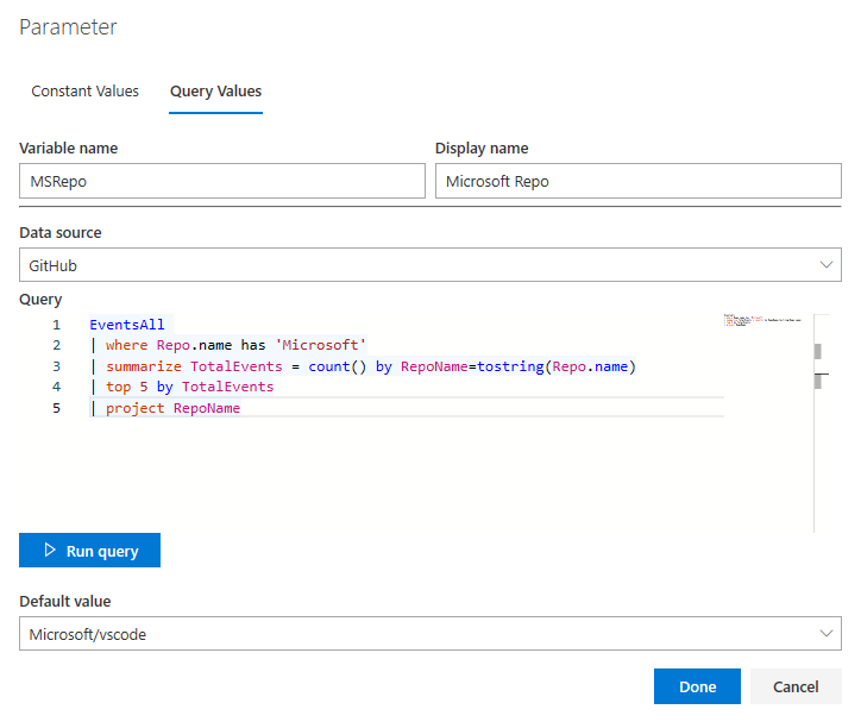 Parameter
Constant Values Query Values
Variable name Display name
MSRepo Microsoft Repo
Data source
GitHub
Query
1 EventsAll
2 | where Repo.name has 'Microsoft'
3 | summarize TotalEvents = count() by RepoName=tostring(Repo.name)
4 | top 5 by TotalEvents
5 | project RepoName
Run query
Default value
Microsoft/vscode
Done Cancel